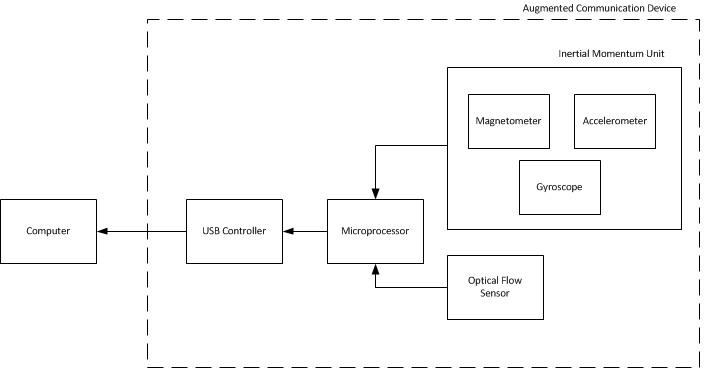 Augmented Communication Device
Inertial Momentum Unit
Magnetometer
Accelerometer
Gyroscope
Computer
USB Controller
Microprocessor
Optical Flow
Sensor